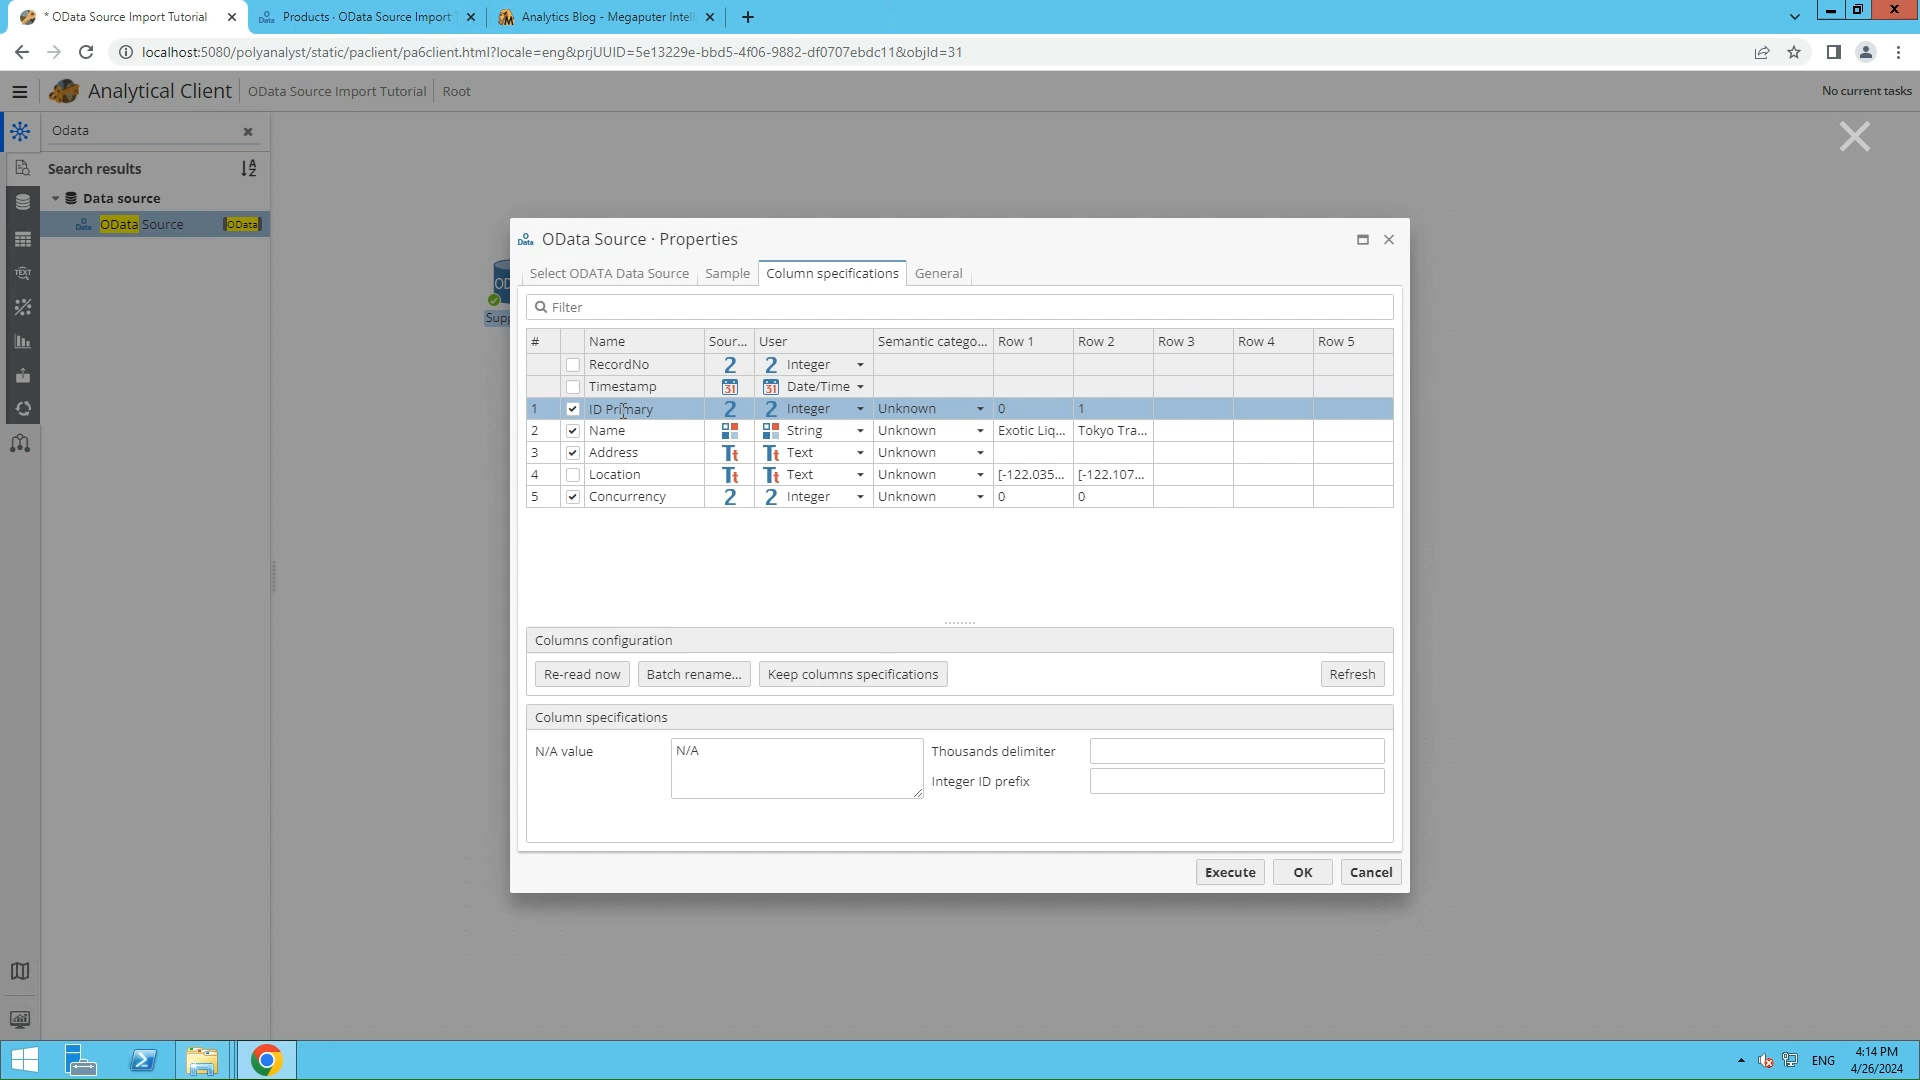 * OData Source Import Tutorial
Products · OData Source Import
Analytics Blog - Megaputer Intel
localhost:5080/polyanalyst/static/paclient/pa6client.html?locale=eng&prjUUID=5e13229e-bbd5-4f06-9882-df0707ebdc11&objId=31
Analytical Client
OData Source Import Tutorial
Root
No current tasks
Odata
Search results
Data source
OData Source
[OData]
OData Source · Properties
Select ODATA Data Source
Sample
Column specifications
General
Filter
# Name Sour... User Semantic catego... Row 1 Row 2 Row 3 Row 4 Row 5
RecordNo 2 2 Integer
Timestamp 31 31 Date/Time
1 ID Primary 2 2 Integer Unknown 0 1
2 Name String Unknown Exotic Liq... Tokyo Tra...
3 Address Tt Tt Text Unknown
4 Location Tt Tt Text Unknown [-122.035... [-122.107...
5 Concurrency 2 2 Integer Unknown 0 0
Columns configuration
Re-read now
Batch rename...
Keep columns specifications
Refresh
Column specifications
N/A value
N/A
Thousands delimiter
Integer ID prefix
Execute
OK
Cancel
ENG
4:14 PM
4/26/2024